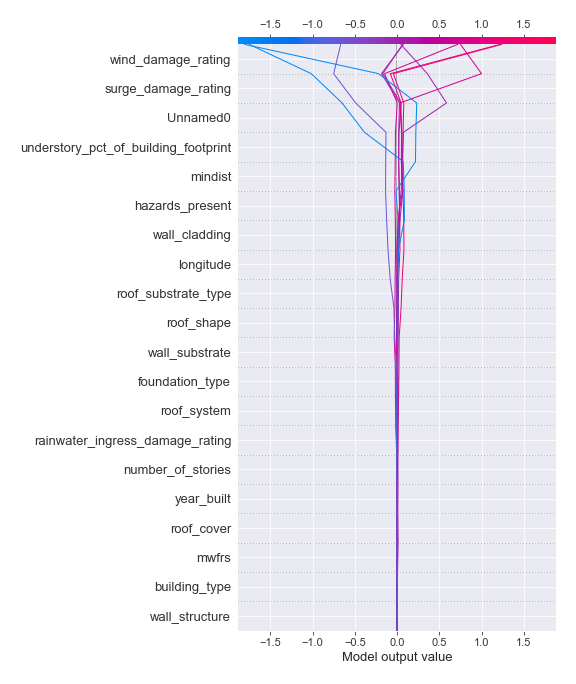 −1.5 −1.0 −0.5 0.0 0.5 1.0 1.5
wind_damage_rating
surge_damage_rating
Unnamed0
understory_pct_of_building_footprint
mindist
hazards_present
wall_cladding
longitude
roof_substrate_type
roof_shape
wall_substrate
foundation_type
roof_system
rainwater_ingress_damage_rating
number_of_stories
year_built
roof_cover
mwfrs
building_type
wall_structure
−1.5 −1.0 −0.5 0.0 0.5 1.0 1.5
Model output value